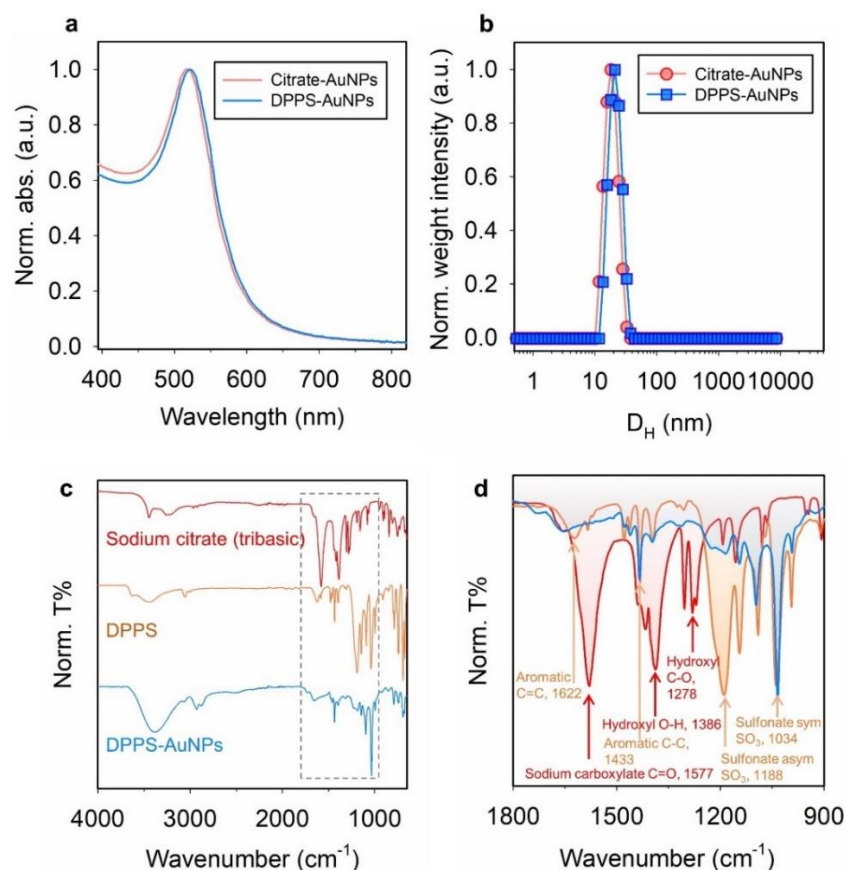 a
Citrate-AuNPs
DPPS-AuNPs
Norm. abs. (a.u.)
1.0
0.8
0.6
0.4
0.2
0.0
400 500 600 700 800
Wavelength (nm)
b
Citrate-AuNPs
DPPS-AuNPs
Norm. weight intensity (a.u.)
1.0
0.8
0.6
0.4
0.2
0.0
1 10 100 1000 10000
D_H (nm)
c
Sodium citrate (tribasic)
DPPS
DPPS-AuNPs
Norm. T%
4000 3000 2000 1000
Wavenumber (cm⁻¹)
d
Norm. T%
Aromatic
C=C, 1622
Hydroxyl
C-O, 1278
Hydroxyl O-H, 1386
Aromatic C-C,
1433
Sodium carboxylate C=O, 1577
Sulfonate sym
SO₃, 1034
Sulfonate asym
SO₃, 1188
1800 1500 1200 900
Wavenumber (cm⁻¹)